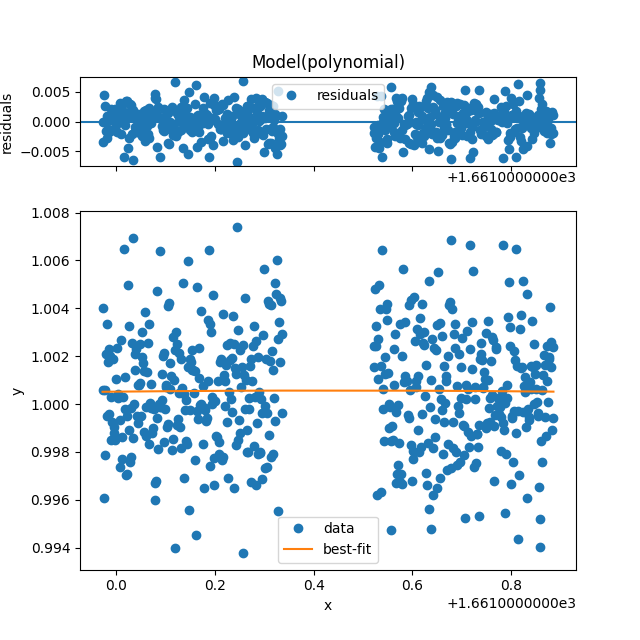 Model(polynomial)
residuals
0.005
0.000
−0.005
residuals
+1.6610000000e3
1.008
1.006
1.004
1.002
1.000
0.998
0.996
0.994
y
data
best-fit
0.0 0.2 0.4 0.6 0.8
x
+1.6610000000e3